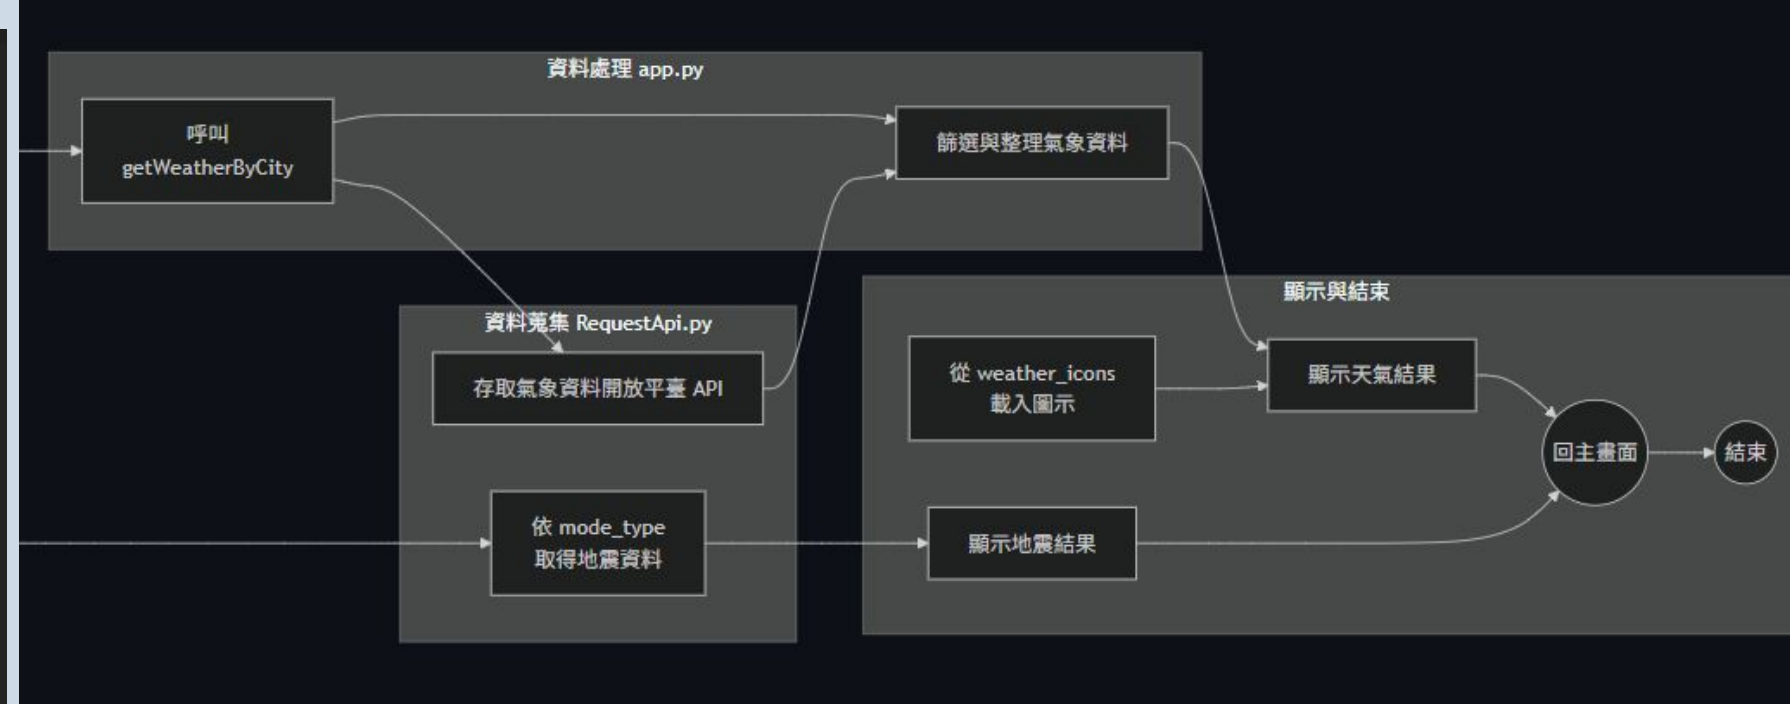 資料處理 app.py
呼叫
getWeatherByCity
篩選與整理氣象資料
資料蒐集 RequestApi.py
存取氣象資料開放平臺 API
依 mode_type
取得地震資料
顯示與結束
從 weather_icons
載入圖示
顯示天氣結果
顯示地震結果
回主畫面
結束